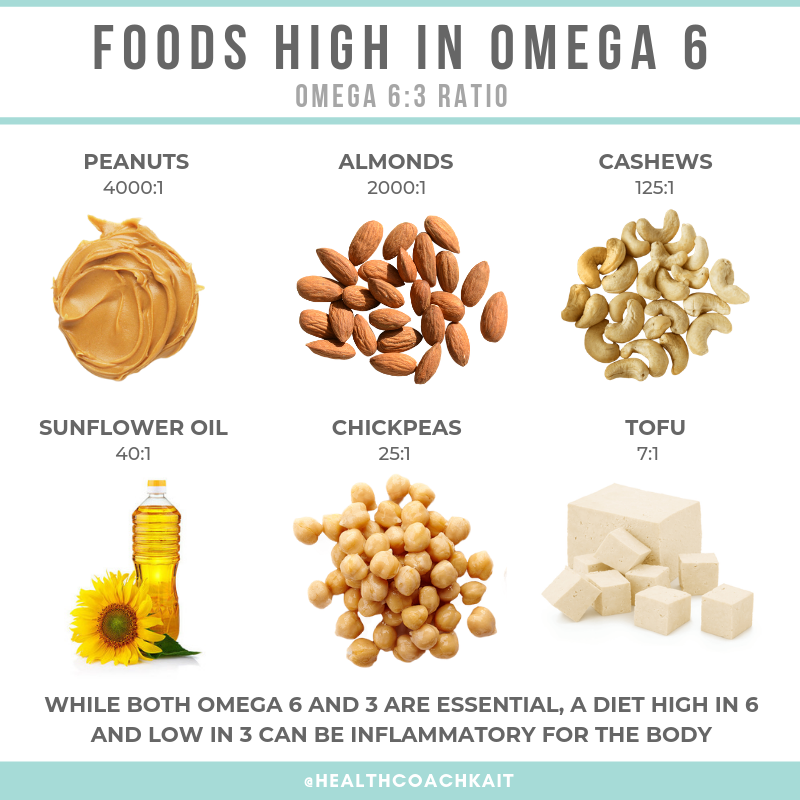 FOODS HIGH IN OMEGA 6
OMEGA 6:3 RATIO
PEANUTS
4000:1
ALMONDS
2000:1
CASHEWS
125:1
SUNFLOWER OIL
40:1
CHICKPEAS
25:1
TOFU
7:1
WHILE BOTH OMEGA 6 AND 3 ARE ESSENTIAL, A DIET HIGH IN 6
AND LOW IN 3 CAN BE INFLAMMATORY FOR THE BODY
@HEALTHCOACHKAIT